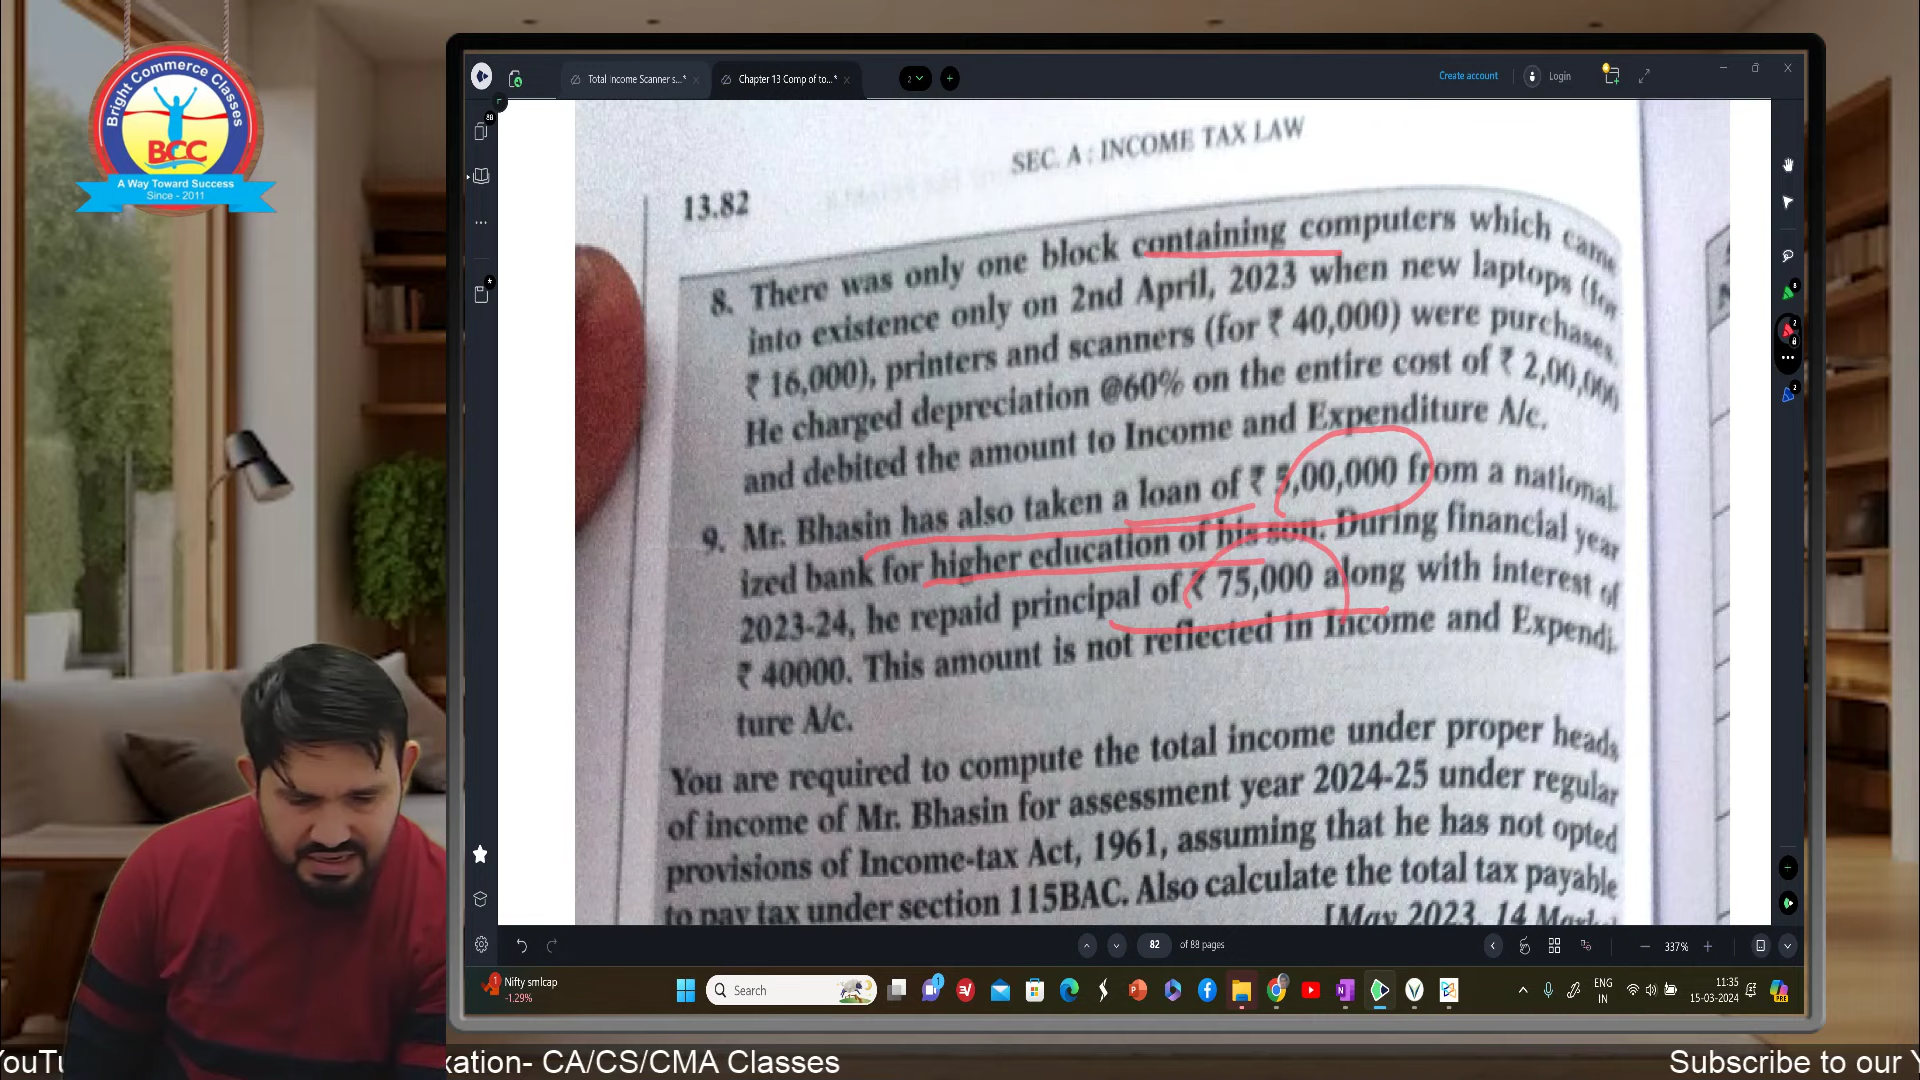 Bright Commerce Classes
BCC
A Way Toward Success
Since - 2011
Total Income Scanner s...*
Chapter 13 Comp of to...*
2
Create account
Login
88
SEC. A : INCOME TAX LAW
13.82
8. There was only one block containing computers which came
into existence only on 2nd April, 2023 when new laptops (for
₹ 16,000), printers and scanners (for ₹ 40,000) were purchases.
He charged depreciation @60% on the entire cost of ₹ 2,00,000
and debited the amount to Income and Expenditure A/c.
9. Mr. Bhasin has also taken a loan of ₹ 5,00,000 from a national
ized bank for higher education of his son. During financial year
2023-24, he repaid principal of ₹ 75,000 along with interest of
₹ 40000. This amount is not reflected in Income and Expendi.
ture A/c.
You are required to compute the total income under proper heads
of income of Mr. Bhasin for assessment year 2024-25 under regular
provisions of Income-tax Act, 1961, assuming that he has not opted
to pay tax under section 115BAC. Also calculate the total tax payable
[May 2023, 14 Marks]
82 of 88 pages
337%
Nifty smlcap
-1.29%
Search
ENG
IN
11:35
15-03-2024
YouTu
xation- CA/CS/CMA Classes
Subscribe to our Y